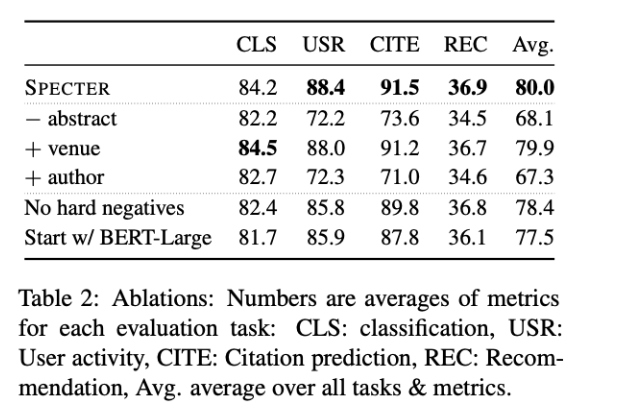 CLS USR CITE REC Avg.
SPECTER 84.2 88.4 91.5 36.9 80.0
− abstract 82.2 72.2 73.6 34.5 68.1
+ venue 84.5 88.0 91.2 36.7 79.9
+ author 82.7 72.3 71.0 34.6 67.3
No hard negatives 82.4 85.8 89.8 36.8 78.4
Start w/ BERT-Large 81.7 85.9 87.8 36.1 77.5
Table 2: Ablations: Numbers are averages of metrics
for each evaluation task: CLS: classification, USR:
User activity, CITE: Citation prediction, REC: Recom-
mendation, Avg. average over all tasks & metrics.